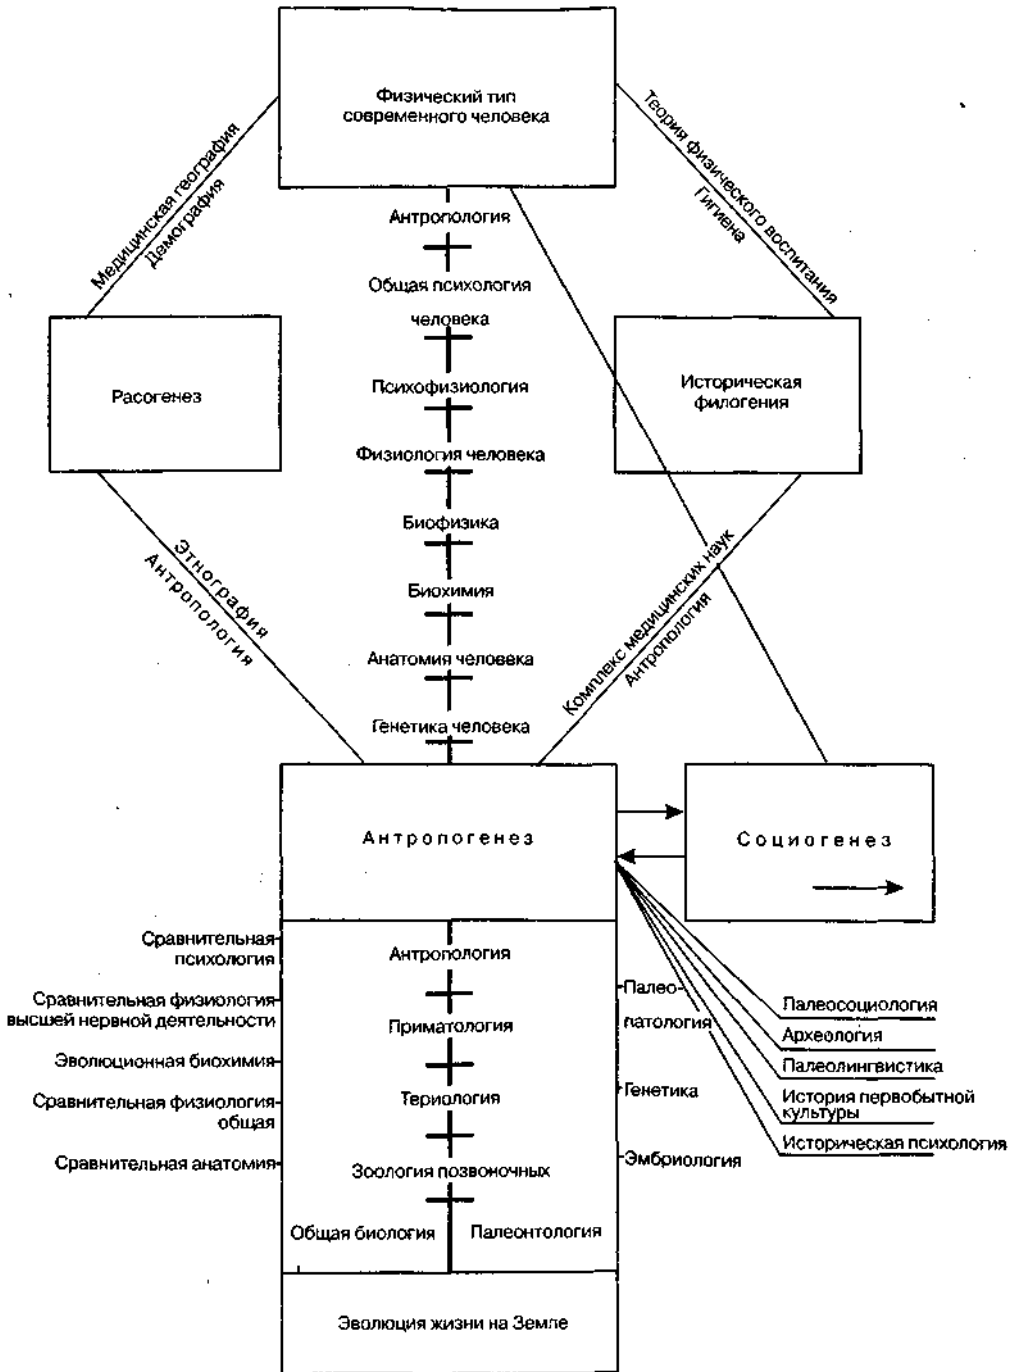 Физический тип
современного человека
Медицинская география
Демография
Теория физического воспитания
Гигиена
Антропология
Общая психология
человека
Расогенез
Психофизиология
Историческая
филогения
Физиология человека
Биофизика
Этнография
Антропология
Биохимия
Комплекс медицинских наук
Антропология
Анатомия человека
Генетика человека
Антропогенез
Социогенез
Сравнительная
психология
Сравнительная физиология
высшей нервной деятельности
Эволюционная биохимия
Сравнительная физиология
общая
Сравнительная анатомия
Антропология
Приматология
Териология
Зоология позвоночных
Общая биология
Палеонтология
Палео-
патология
Генетика
Эмбриология
Палеосоциология
Археология
Палеолингвистика
История первобытной
культуры
Историческая психология
Эволюция жизни на Земле